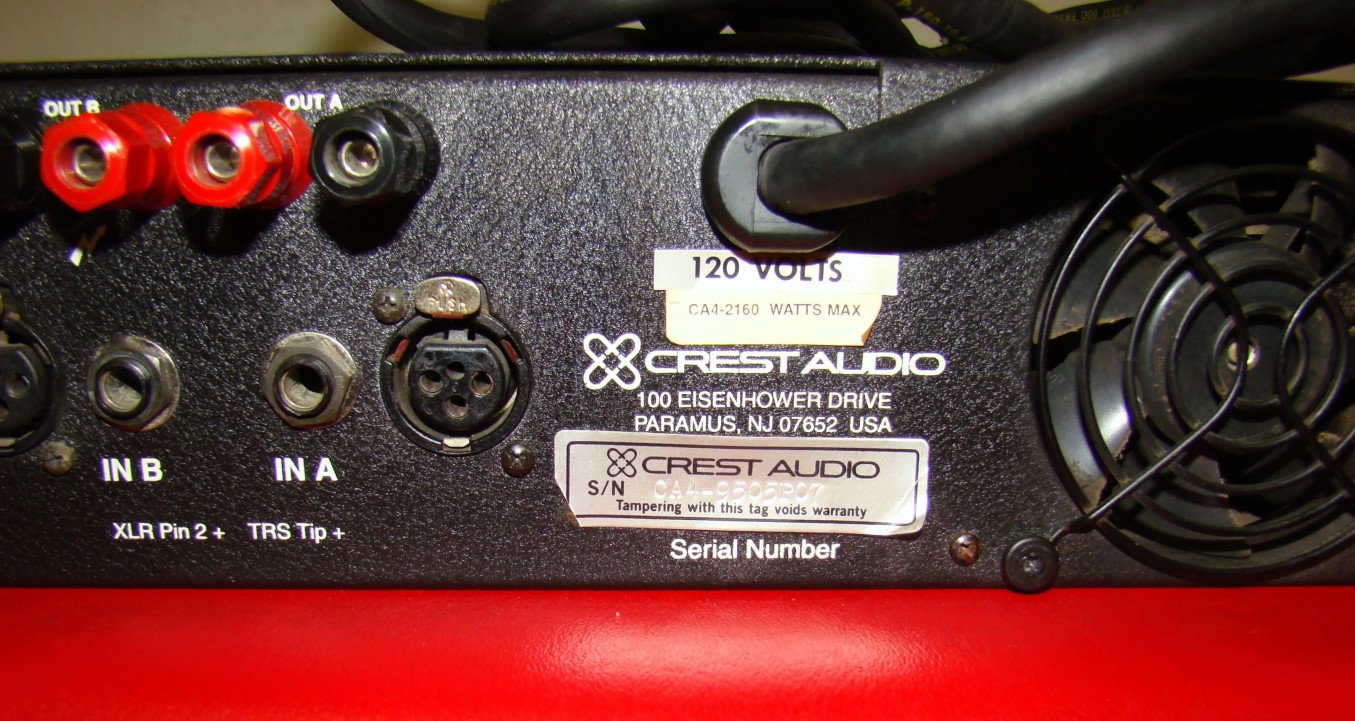 OUT B
OUT A
PUSH
120 VOLTS
CA4-2160 WATTS MAX
CREST AUDIO
100 EISENHOWER DRIVE
PARAMUS, NJ 07652 USA
IN B
IN A
CREST AUDIO
S/N
Tampering with this tag voids warranty
XLR Pin 2 + TRS Tip +
Serial Number